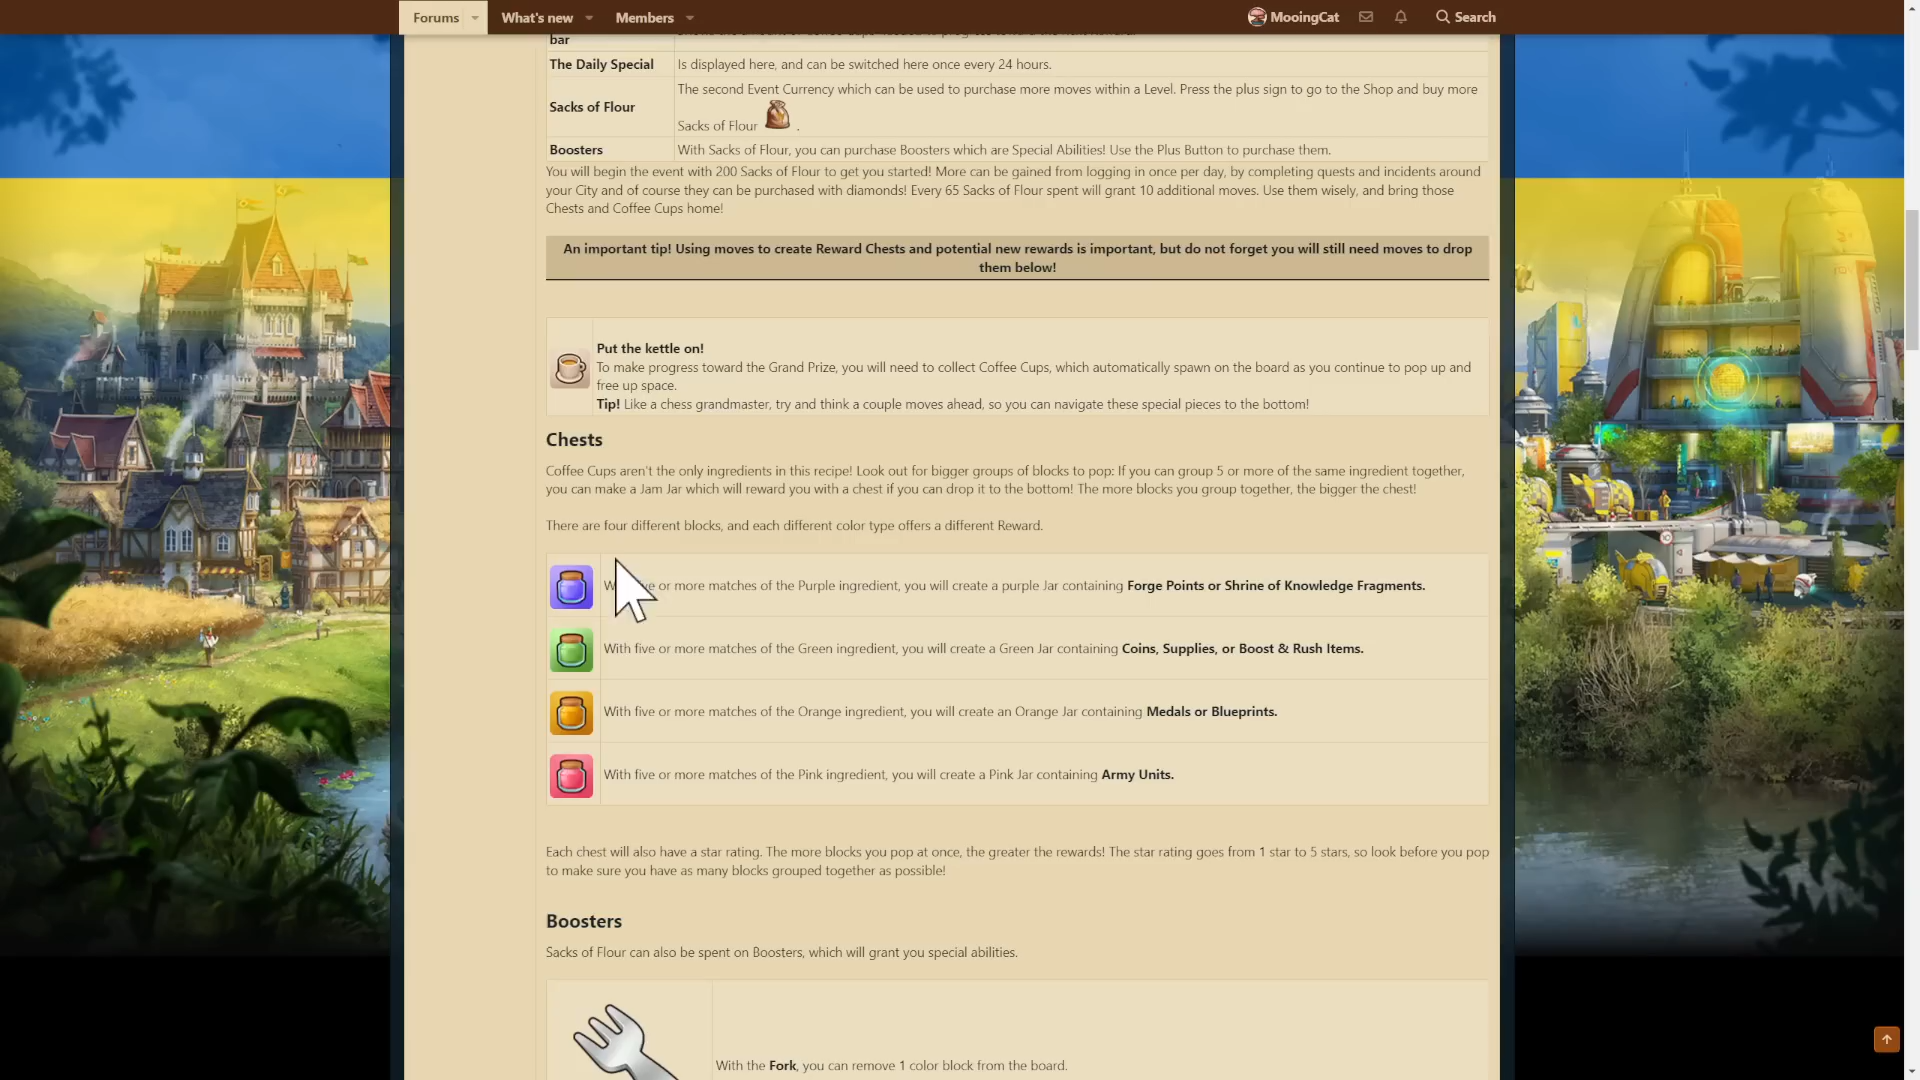 Forums
What's new
Members
MooingCat
Search
bar
The Daily Special
Is displayed here, and can be switched here once every 24 hours.
Sacks of Flour
The second Event Currency which can be used to purchase more moves within a Level. Press the plus sign to go to the Shop and buy more
Sacks of Flour .
Boosters
With Sacks of Flour, you can purchase Boosters which are Special Abilities! Use the Plus Button to purchase them.
You will begin the event with 200 Sacks of Flour to get you started! More can be gained from logging in once per day, by completing quests and incidents around
your City and of course they can be purchased with diamonds! Every 65 Sacks of Flour spent will grant 10 additional moves. Use them wisely, and bring those
Chests and Coffee Cups home!
An important tip! Using moves to create Reward Chests and potential new rewards is important, but do not forget you will still need moves to drop
them below!
Put the kettle on!
To make progress toward the Grand Prize, you will need to collect Coffee Cups, which automatically spawn on the board as you continue to pop up and
free up space.
Tip! Like a chess grandmaster, try and think a couple moves ahead, so you can navigate these special pieces to the bottom!
Chests
Coffee Cups aren't the only ingredients in this recipe! Look out for bigger groups of blocks to pop: If you can group 5 or more of the same ingredient together,
you can make a Jam Jar which will reward you with a chest if you can drop it to the bottom! The more blocks you group together, the bigger the chest!
There are four different blocks, and each different color type offers a different Reward.
or more matches of the Purple ingredient, you will create a purple Jar containing Forge Points or Shrine of Knowledge Fragments.
With five or more matches of the Green ingredient, you will create a Green Jar containing Coins, Supplies, or Boost & Rush Items.
With five or more matches of the Orange ingredient, you will create an Orange Jar containing Medals or Blueprints.
With five or more matches of the Pink ingredient, you will create a Pink Jar containing Army Units.
Each chest will also have a star rating. The more blocks you pop at once, the greater the rewards! The star rating goes from 1 star to 5 stars, so look before you pop
to make sure you have as many blocks grouped together as possible!
Boosters
Sacks of Flour can also be spent on Boosters, which will grant you special abilities.
With the Fork, you can remove 1 color block from the board.